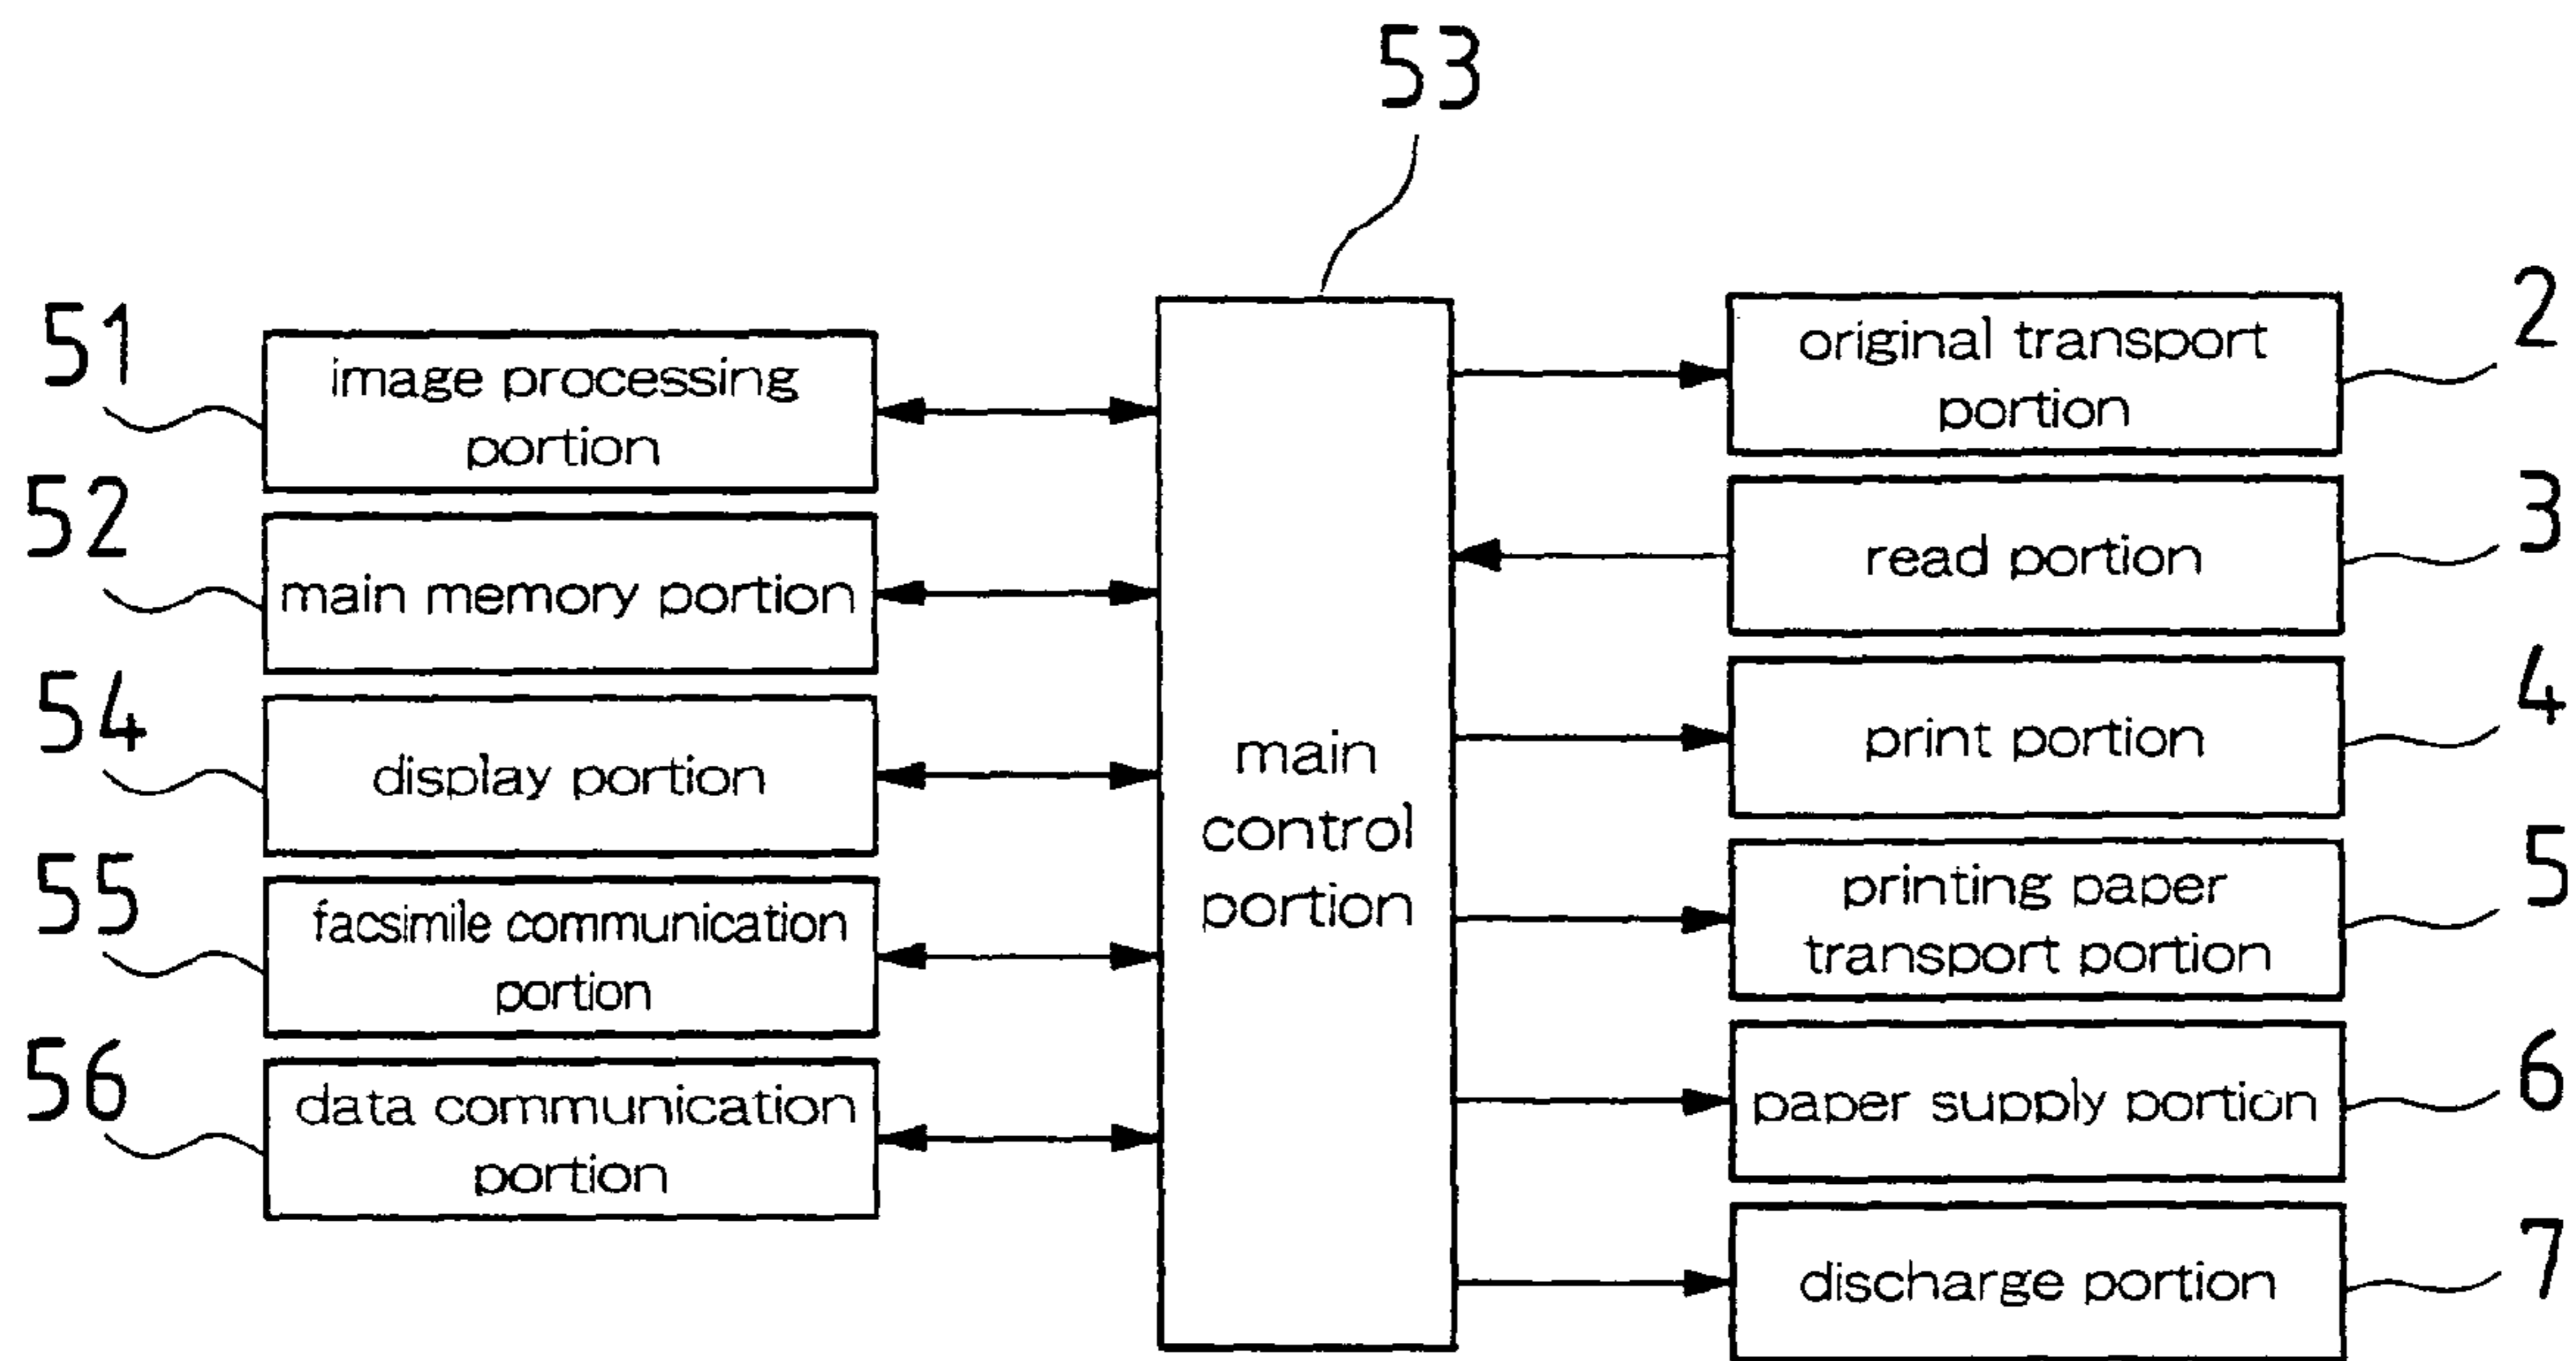 53
51
image processing
portion
52
main memory portion
54
display portion
55
facsimile communication
portion
56
data communication
portion
main
control
portion
2
original transport
portion
3
read portion
4
print portion
5
printing paper
transport portion
6
paper supply portion
7
discharge portion